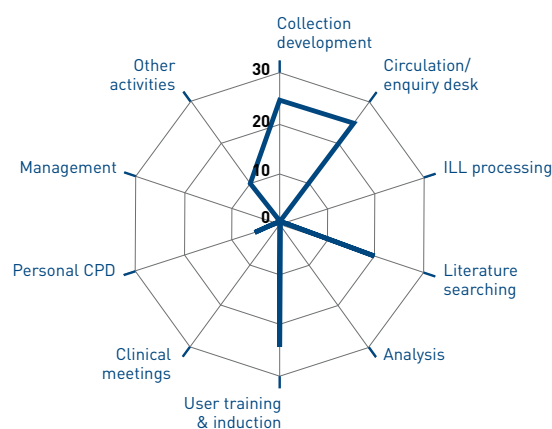 Collection
development
Other
activities
Circulation/
enquiry desk
30
20
10
0
Management
ILL processing
Personal CPD
Literature
searching
Clinical
meetings
Analysis
User training
& induction